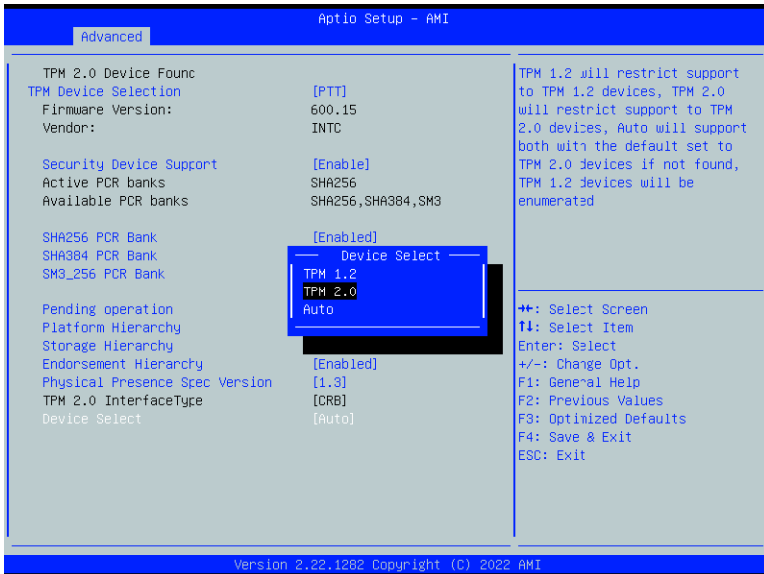 Aptio Setup – AMI
Advanced
TPM 2.0 Device Found
TPM Device Selection [PTT]
Firmware Version: 600.15
Vendor: INTC
Security Device Support [Enable]
Active PCR banks SHA256
Available PCR banks SHA256,SHA384,SM3
SHA256 PCR Bank [Enabled]
SHA384 PCR Bank
SM3_256 PCR Bank
Pending operation
Platform Hierarchy
Storage Hierarchy
Endorsement Hierarchy [Enabled]
Physical Presence Spec Version [1.3]
TPM 2.0 InterfaceType [CRB]
Device Select [Auto]
Device Select
TPM 1.2
TPM 2.0
Auto
TPM 1.2 will restrict support
to TPM 1.2 devices, TPM 2.0
will restrict support to TPM
2.0 devices, Auto will support
both with the default set to
TPM 2.0 devices if not found,
TPM 1.2 devices will be
enumerated
→←: Select Screen
↑↓: Select Item
Enter: Select
+/-: Change Opt.
F1: General Help
F2: Previous Values
F3: Optimized Defaults
F4: Save & Exit
ESC: Exit
Version 2.22.1282 Copyright (C) 2022 AMI